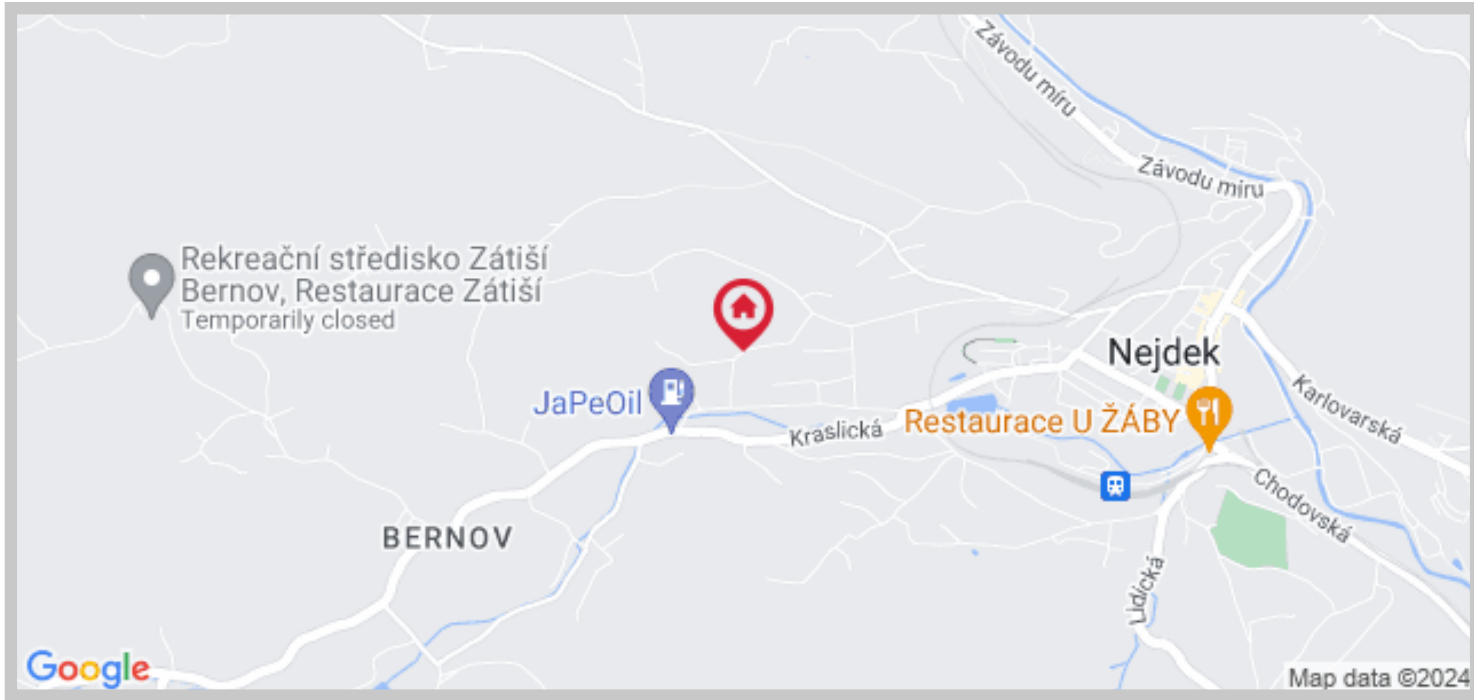 Závodu míru
Závodu míru
Rekreační středisko Zátiší
Bernov, Restaurace Zátiší
Temporarily closed
Nejdek
JaPeOil
Karlovarská
Restaurace U ŽÁBY
Kraslická
Chodovská
BERNOV
Lidická
Google
Map data ©2024